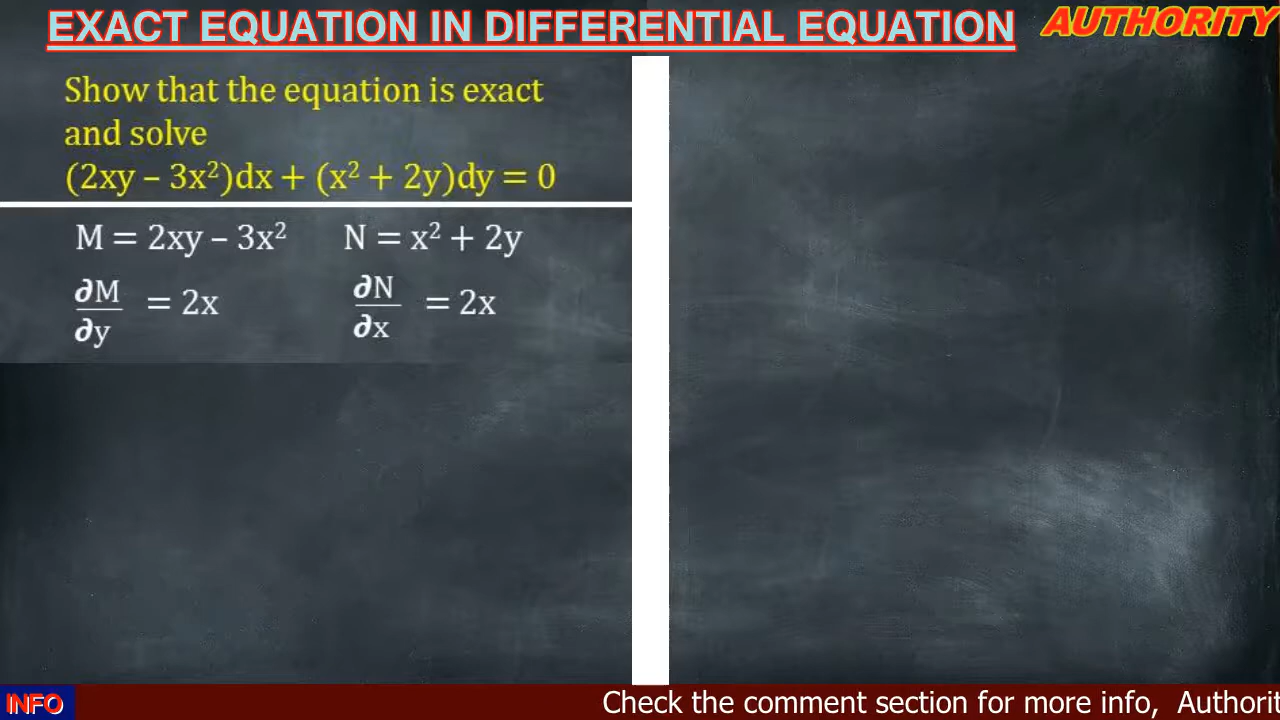 EXACT EQUATION IN DIFFERENTIAL EQUATION
AUTHORITY
Show that the equation is exact
and solve
(2xy – 3x²)dx + (x² + 2y)dy = 0
M = 2xy – 3x² N = x² + 2y
∂M/∂y = 2x ∂N/∂x = 2x
INFO
Check the comment section for more info, Authorit